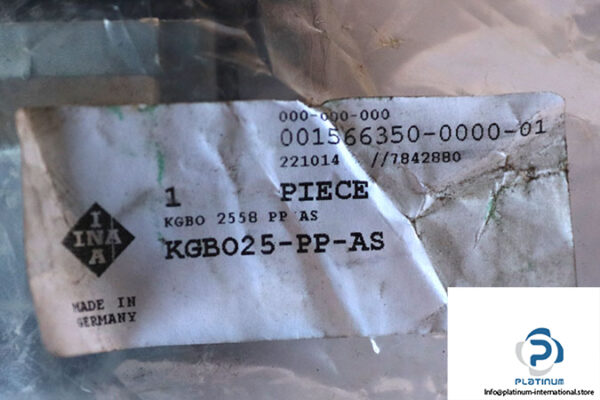 000-000-000
001566350-0000-01
221014 //7842880
1 PIECE
KGBO 2558 PP AS
KGBO25-PP-AS
INA
INA
MADE IN
GERMANY
PLATINUM
Info@platinum-international.store